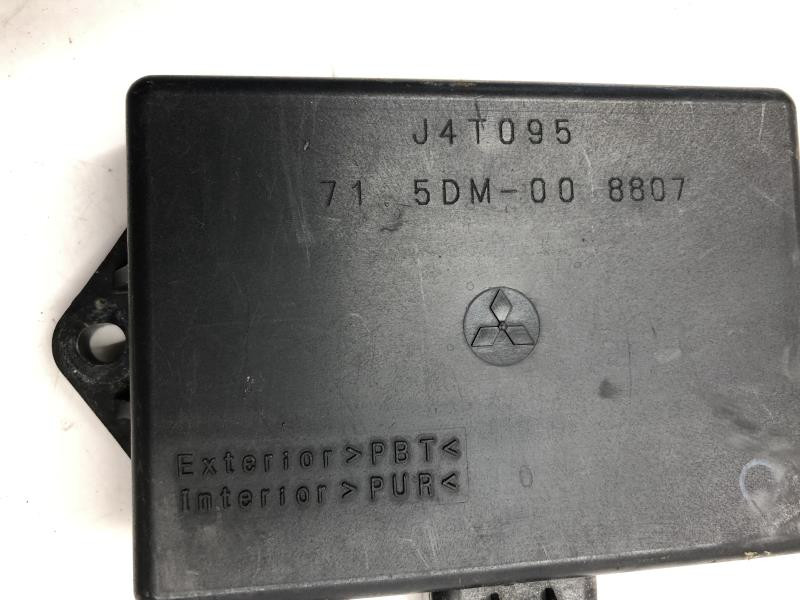 J4T095
71 5DM-00 8807
Exterior>PBT<
Interior>PUR<